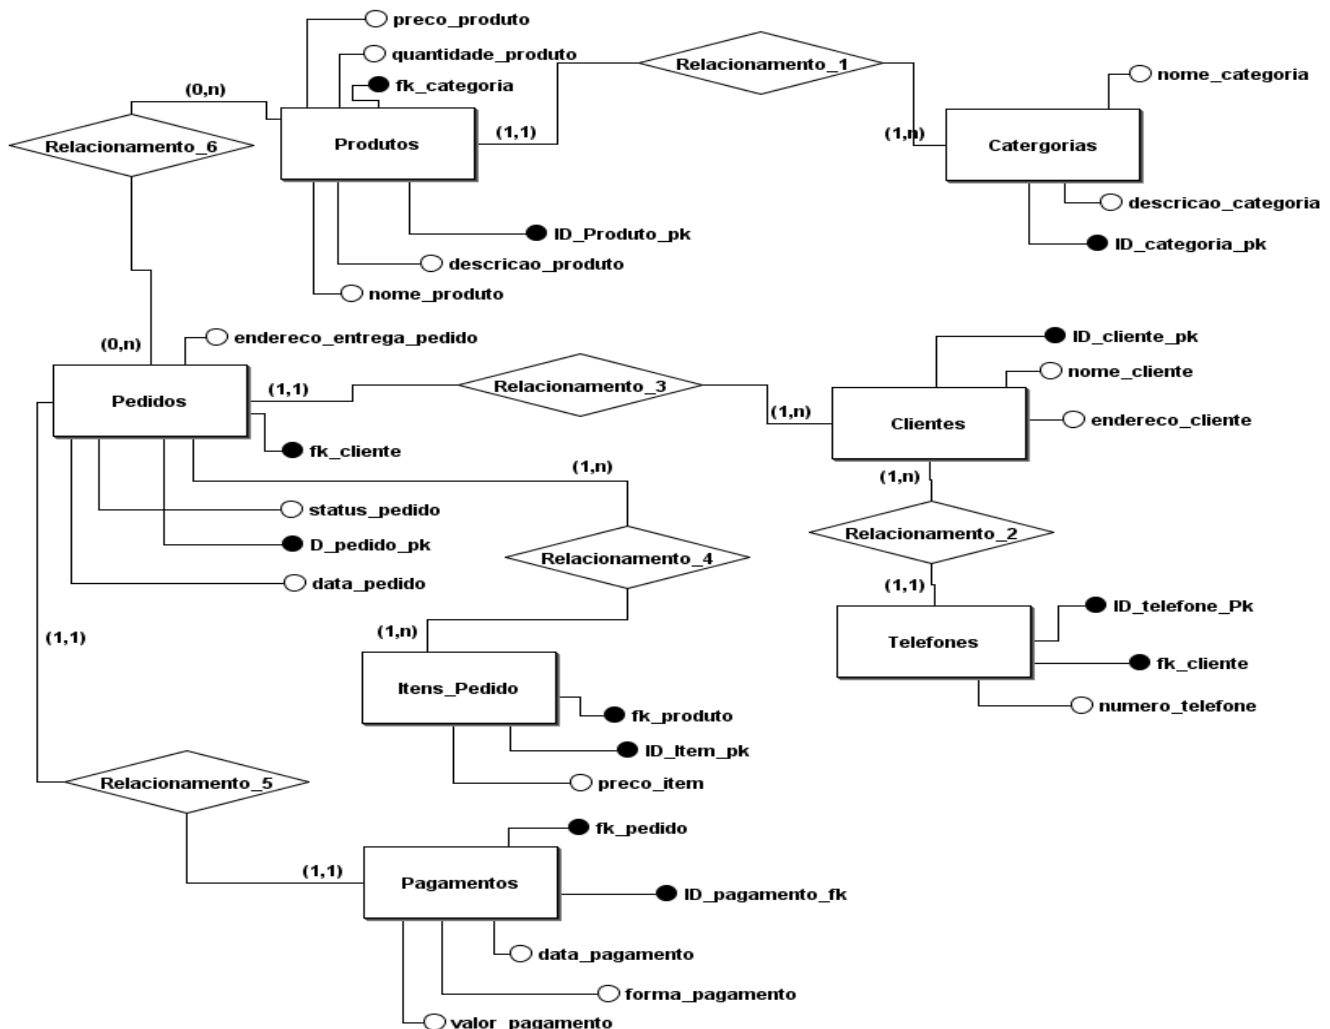 preco_produto
quantidade_produto
fk_categoria
Relacionamento_1
nome_categoria
(0,n)
Relacionamento_6
Produtos
(1,1)
(1,n)
Catergorias
descricao_categoria
ID_Produto_pk
ID_categoria_pk
descricao_produto
nome_produto
endereco_entrega_pedido
(0,n)
ID_cliente_pk
nome_cliente
Pedidos
(1,1)
Relacionamento_3
(1,n)
Clientes
endereco_cliente
fk_cliente
(1,n)
(1,n)
status_pedido
D_pedido_pk
data_pedido
Relacionamento_4
Relacionamento_2
(1,1)
ID_telefone_Pk
(1,1)
(1,n)
Telefones
fk_cliente
numero_telefone
Itens_Pedido
fk_produto
ID_Item_pk
preco_item
Relacionamento_5
fk_pedido
(1,1)
Pagamentos
ID_pagamento_fk
data_pagamento
forma_pagamento
valor_pagamento